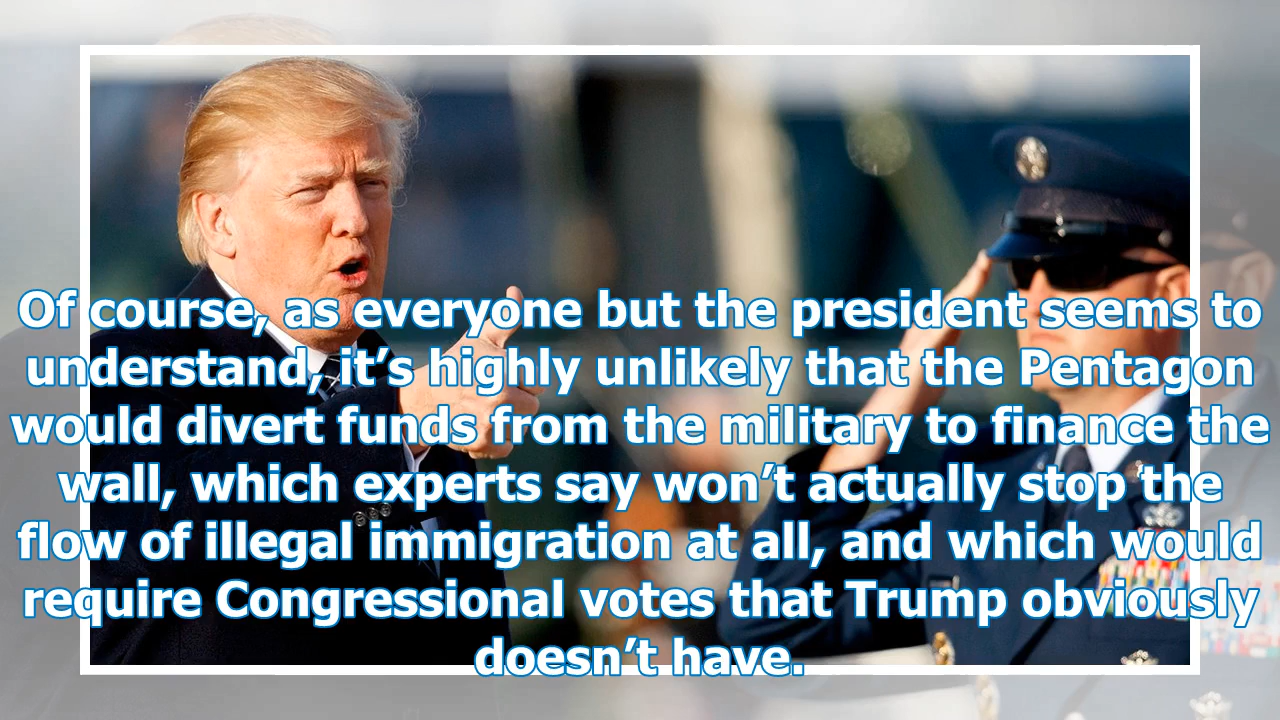 Of course, as everyone but the president seems to
understand, it’s highly unlikely that the Pentagon
would divert funds from the military to finance the
wall, which experts say won’t actually stop the
flow of illegal immigration at all, and which would
require Congressional votes that Trump obviously
doesn’t have.